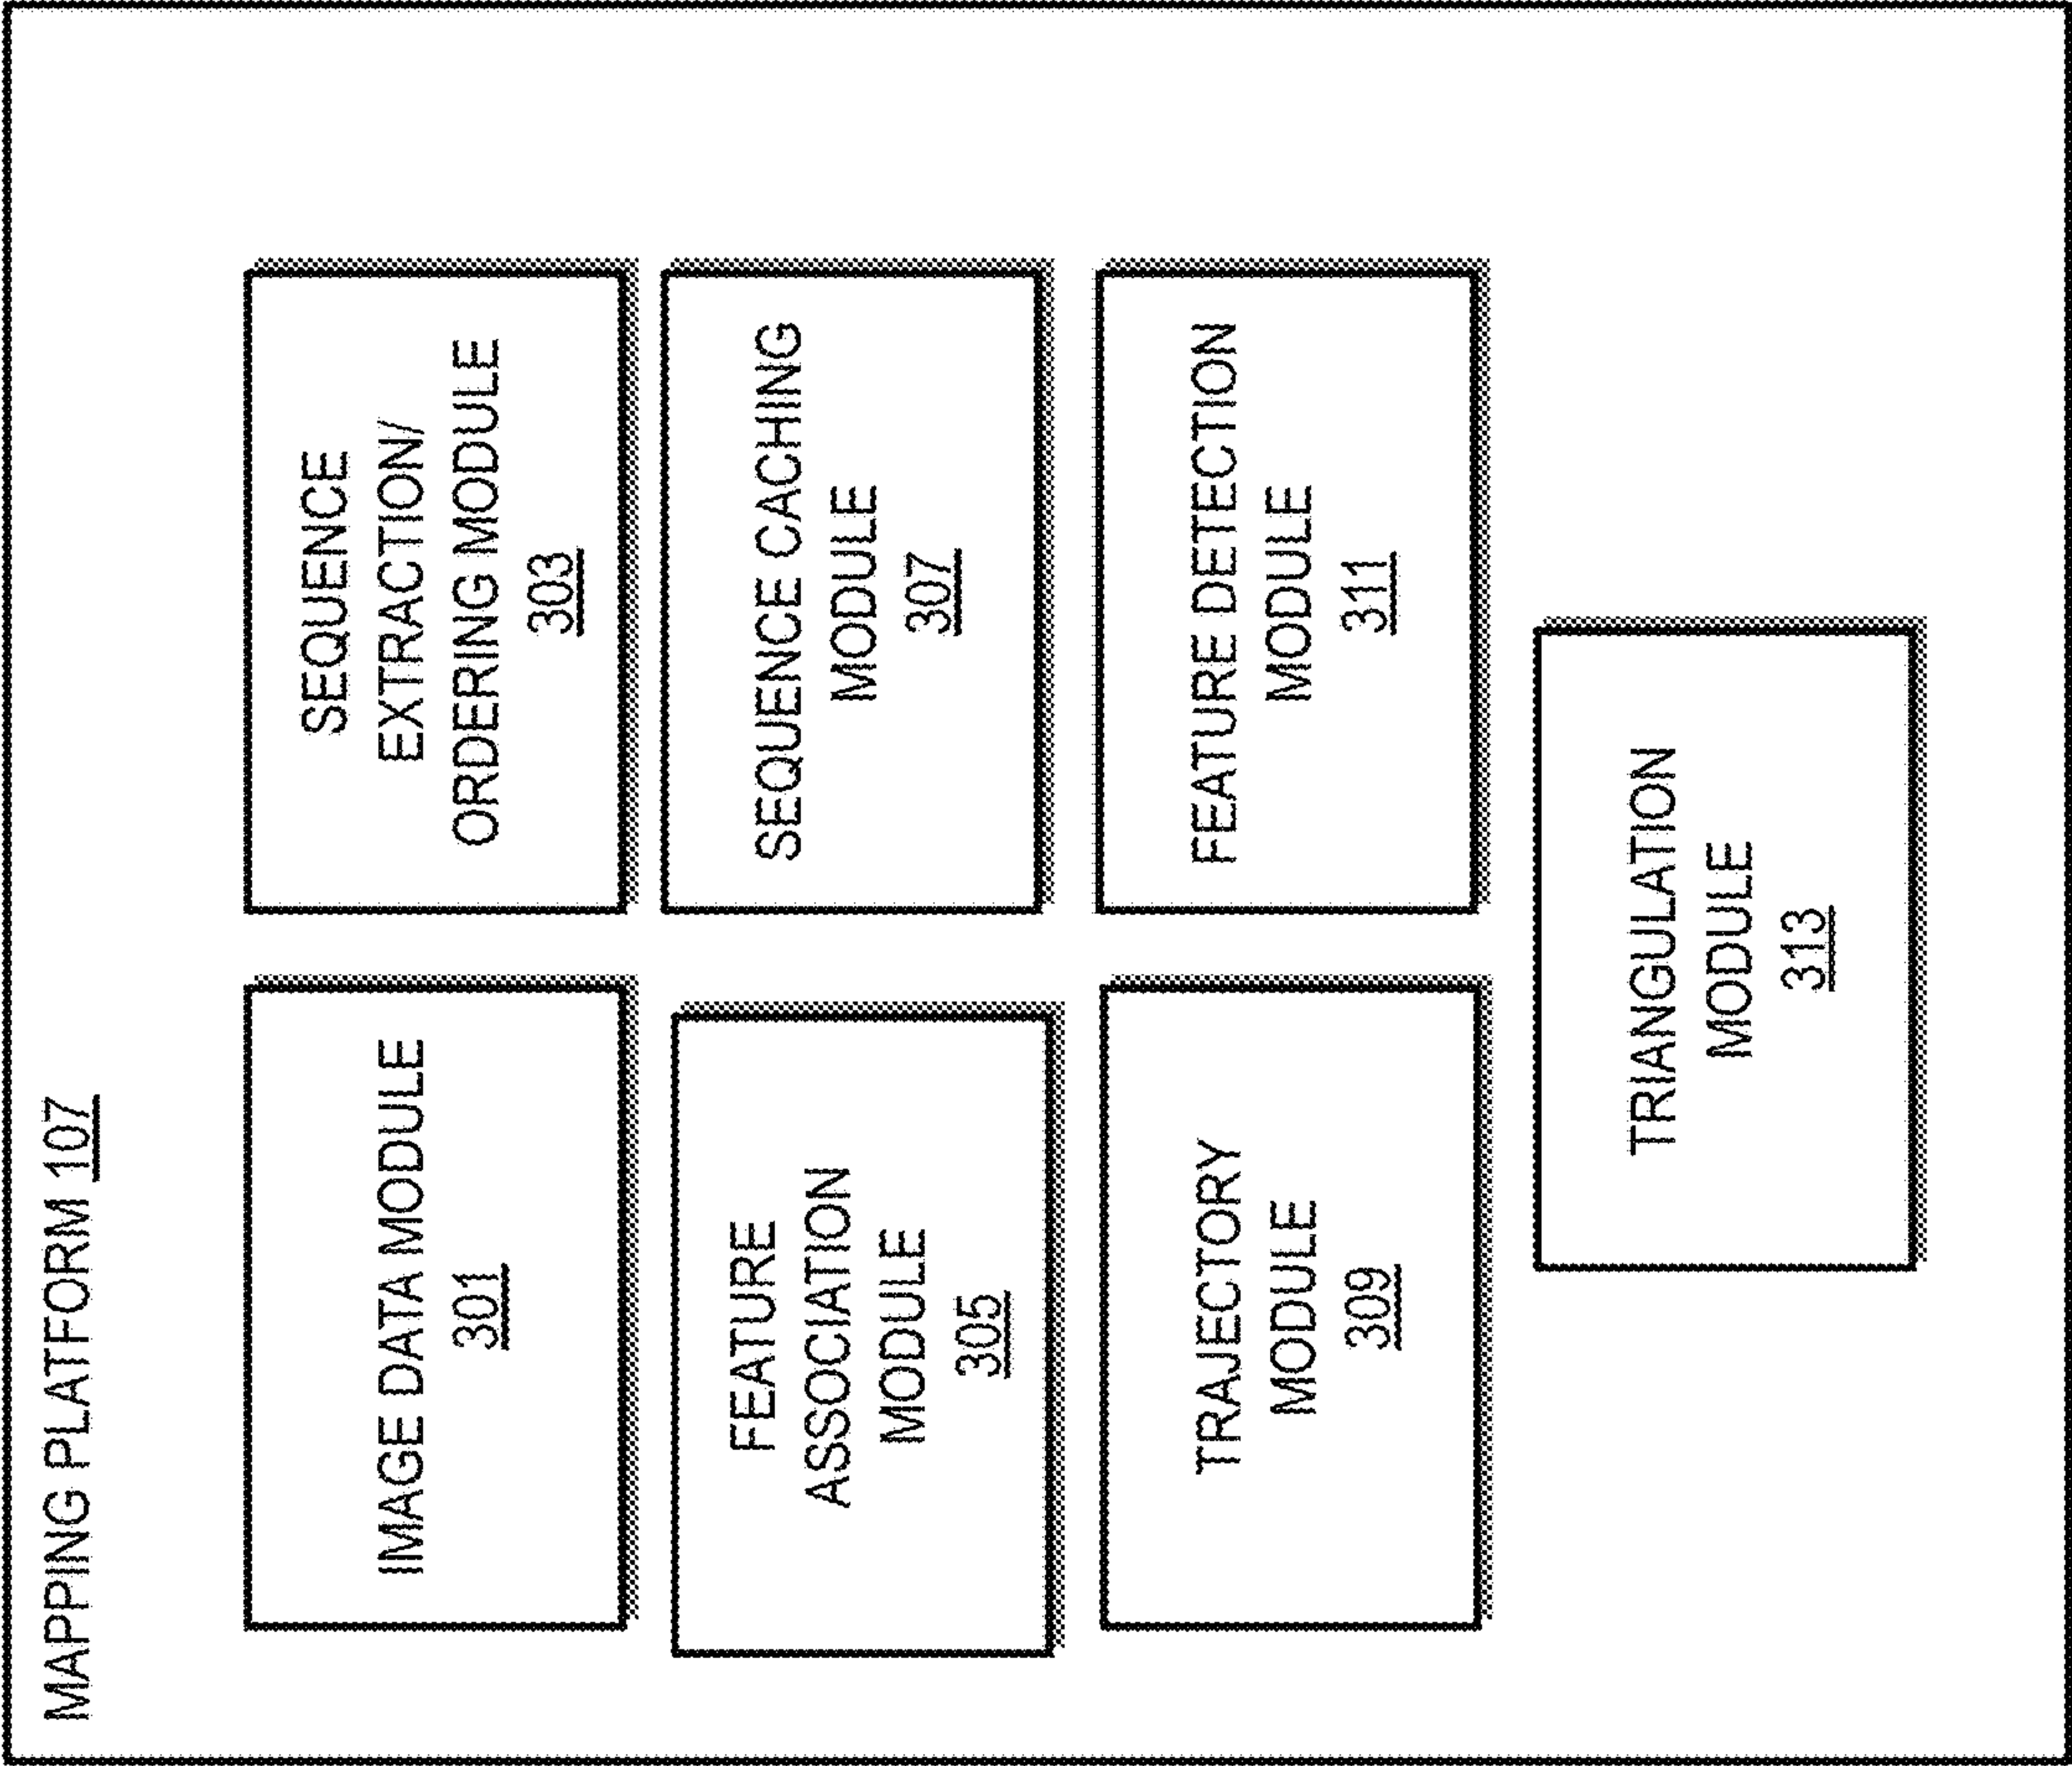 MAPPING PLATFORM 107
IMAGE DATA MODULE
301
SEQUENCE
EXTRACTION/
ORDERING MODULE
303
FEATURE
ASSOCIATION
MODULE
305
SEQUENCE CACHING
MODULE
307
TRAJECTORY
MODULE
309
FEATURE DETECTION
MODULE
311
TRIANGULATION
MODULE
313